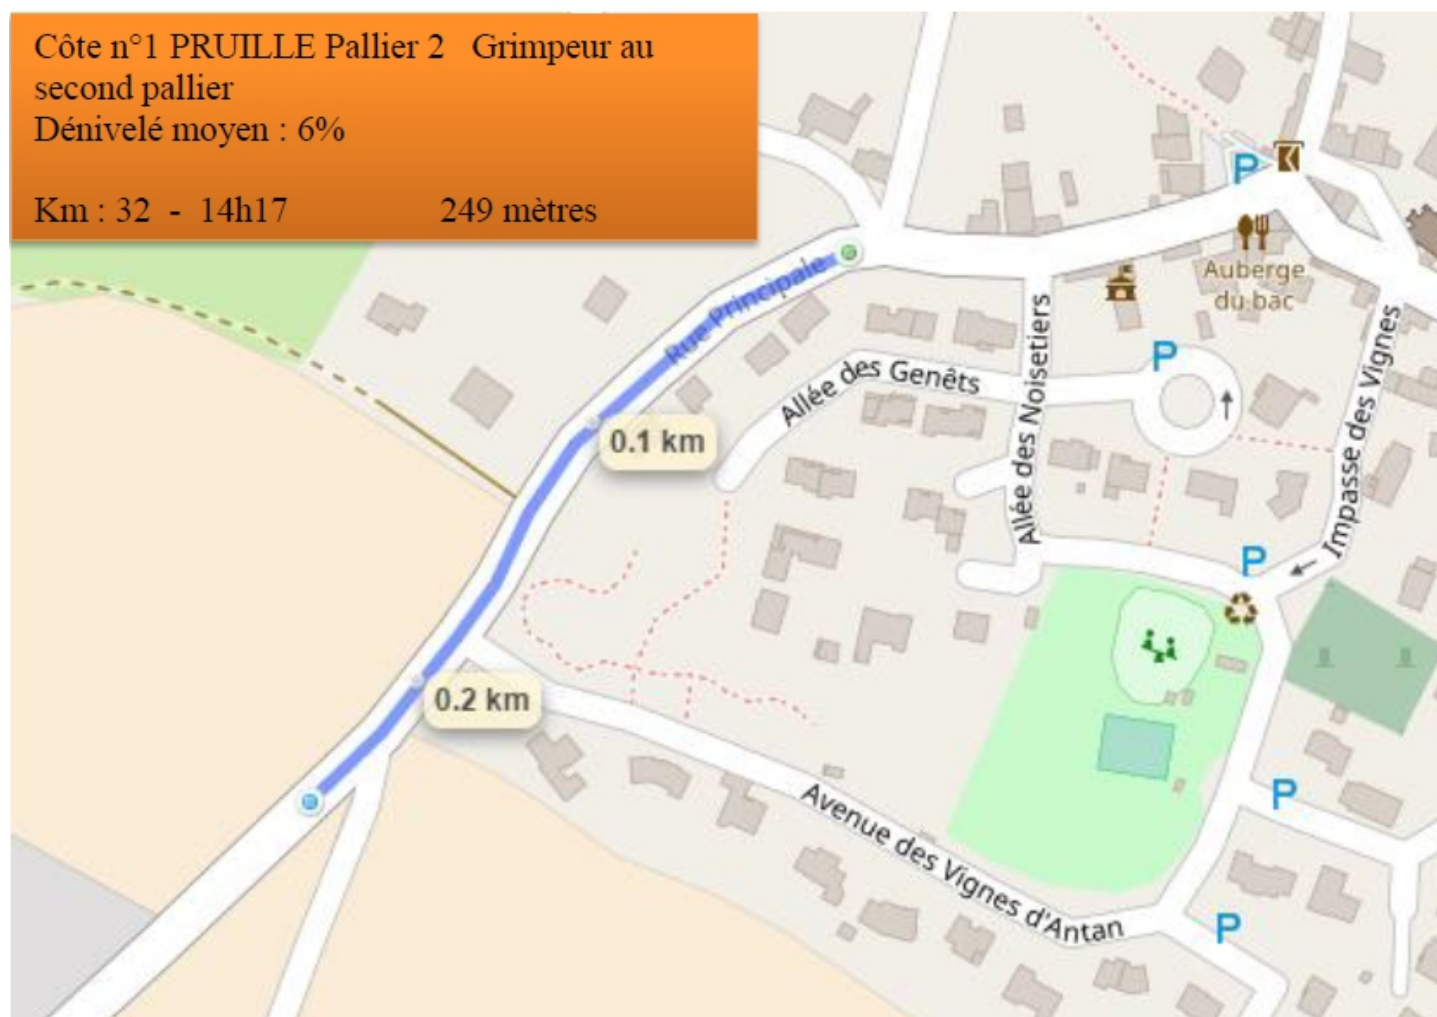 Côte n°1 PRUILLE Pallier 2 Grimpeur au
second pallier
Dénivelé moyen : 6%
Km : 32 - 14h17 249 mètres
P
Rue Principale
Auberge
du bac
P
Allée des Genêts
Allée des Noisetiers
Impasse des Vignes
0.1 km
P
0.2 km
P
Avenue des Vignes d'Antan
P